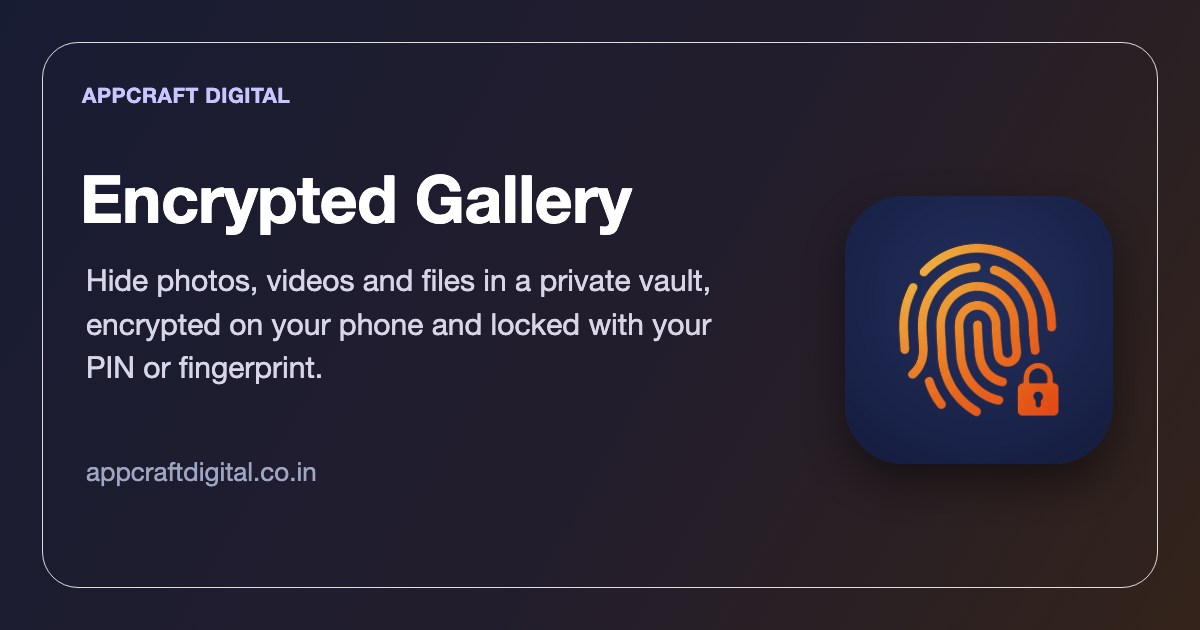 APPCRAFT DIGITAL
Encrypted Gallery
Hide photos, videos and files in a private vault,
encrypted on your phone and locked with your
PIN or fingerprint.
appcraftdigital.co.in